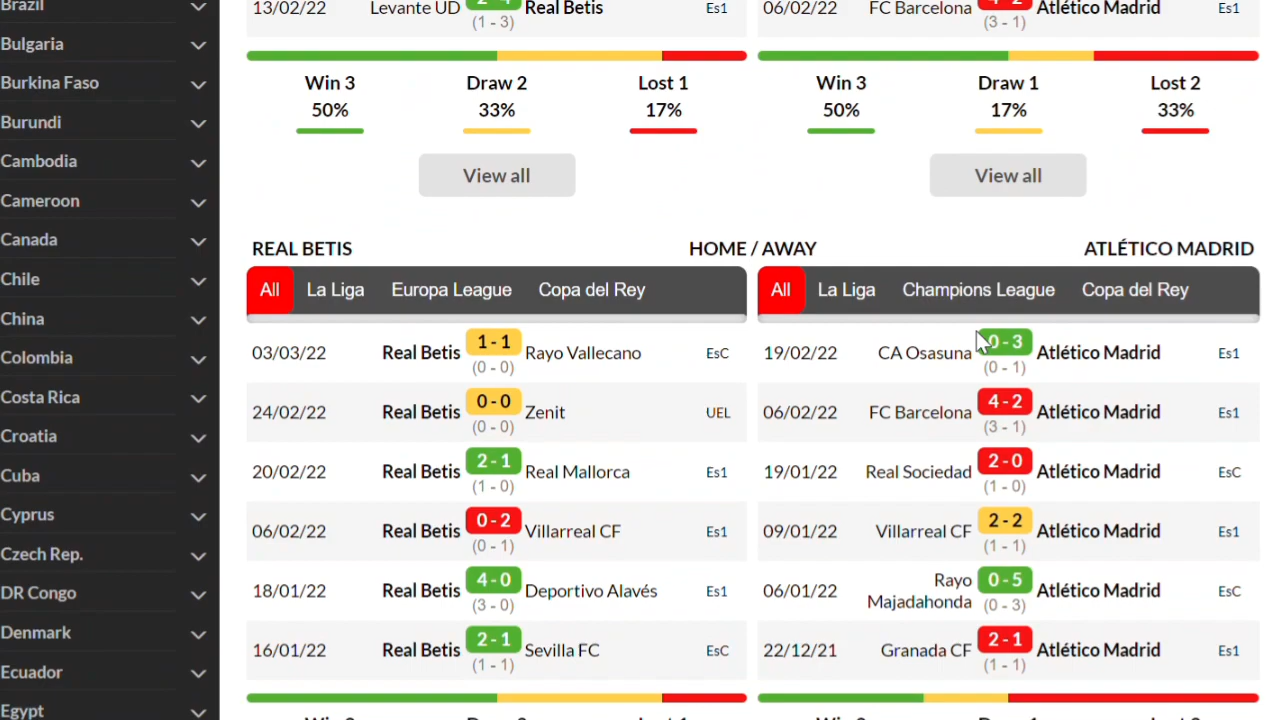 Brazil
Bulgaria
Burkina Faso
Burundi
Cambodia
Cameroon
Canada
Chile
China
Colombia
Costa Rica
Croatia
Cuba
Cyprus
Czech Rep.
DR Congo
Denmark
Ecuador
Egypt
13/02/22 Levante UD 2 - 4 Real Betis Es1
(1 - 3)
Win 3 Draw 2 Lost 1
50% 33% 17%
View all
06/02/22 FC Barcelona 4 - 2 Atlético Madrid Es1
(3 - 1)
Win 3 Draw 1 Lost 2
50% 17% 33%
View all
REAL BETIS HOME / AWAY ATLÉTICO MADRID
All La Liga Europa League Copa del Rey
03/03/22 Real Betis 1 - 1 Rayo Vallecano EsC
(0 - 0)
24/02/22 Real Betis 0 - 0 Zenit UEL
(0 - 0)
20/02/22 Real Betis 2 - 1 Real Mallorca Es1
(1 - 0)
06/02/22 Real Betis 0 - 2 Villarreal CF Es1
(0 - 1)
18/01/22 Real Betis 4 - 0 Deportivo Alavés Es1
(3 - 0)
16/01/22 Real Betis 2 - 1 Sevilla FC EsC
(1 - 1)
All La Liga Champions League Copa del Rey
19/02/22 CA Osasuna 0 - 3 Atlético Madrid Es1
(0 - 1)
06/02/22 FC Barcelona 4 - 2 Atlético Madrid Es1
(3 - 1)
19/01/22 Real Sociedad 2 - 0 Atlético Madrid EsC
(1 - 0)
09/01/22 Villarreal CF 2 - 2 Atlético Madrid Es1
(1 - 1)
06/01/22 Rayo Majadahonda 0 - 5 Atlético Madrid EsC
(0 - 3)
22/12/21 Granada CF 2 - 1 Atlético Madrid Es1
(1 - 1)